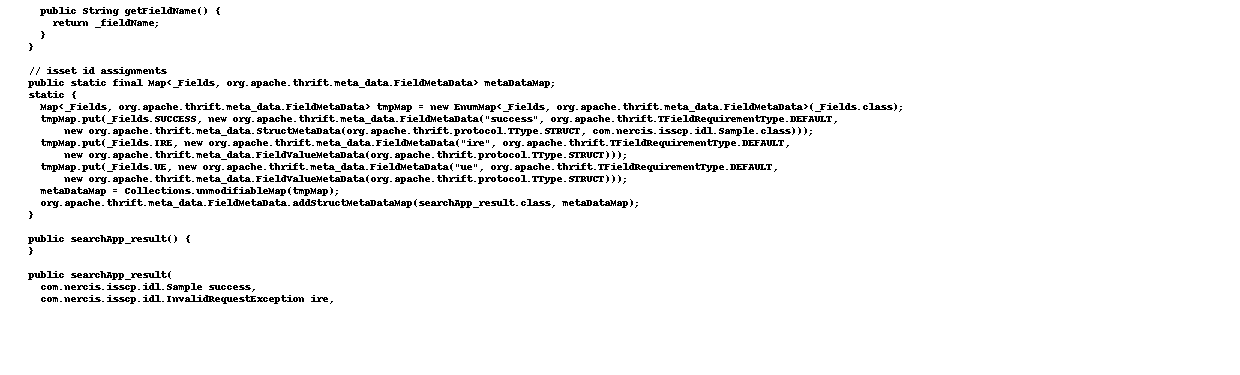 public String getFieldName() {
return _fieldName;
}
}
// isset id assignments
public static final Map<_Fields, org.apache.thrift.meta_data.FieldMetaData> metaDataMap;
static {
Map<_Fields, org.apache.thrift.meta_data.FieldMetaData> tmpMap = new EnumMap<_Fields, org.apache.thrift.meta_data.FieldMetaData>(_Fields.class);
tmpMap.put(_Fields.SUCCESS, new org.apache.thrift.meta_data.FieldMetaData("success", org.apache.thrift.TFieldRequirementType.DEFAULT,
new org.apache.thrift.meta_data.StructMetaData(org.apache.thrift.protocol.TType.STRUCT, com.nercis.isscp.idl.Sample.class)));
tmpMap.put(_Fields.IRE, new org.apache.thrift.meta_data.FieldMetaData("ire", org.apache.thrift.TFieldRequirementType.DEFAULT,
new org.apache.thrift.meta_data.FieldValueMetaData(org.apache.thrift.protocol.TType.STRUCT)));
tmpMap.put(_Fields.UE, new org.apache.thrift.meta_data.FieldMetaData("ue", org.apache.thrift.TFieldRequirementType.DEFAULT,
new org.apache.thrift.meta_data.FieldValueMetaData(org.apache.thrift.protocol.TType.STRUCT)));
metaDataMap = Collections.unmodifiableMap(tmpMap);
org.apache.thrift.meta_data.FieldMetaData.addStructMetaDataMap(searchApp_result.class, metaDataMap);
}
public searchApp_result() {
}
public searchApp_result(
com.nercis.isscp.idl.Sample success,
com.nercis.isscp.idl.InvalidRequestException ire,